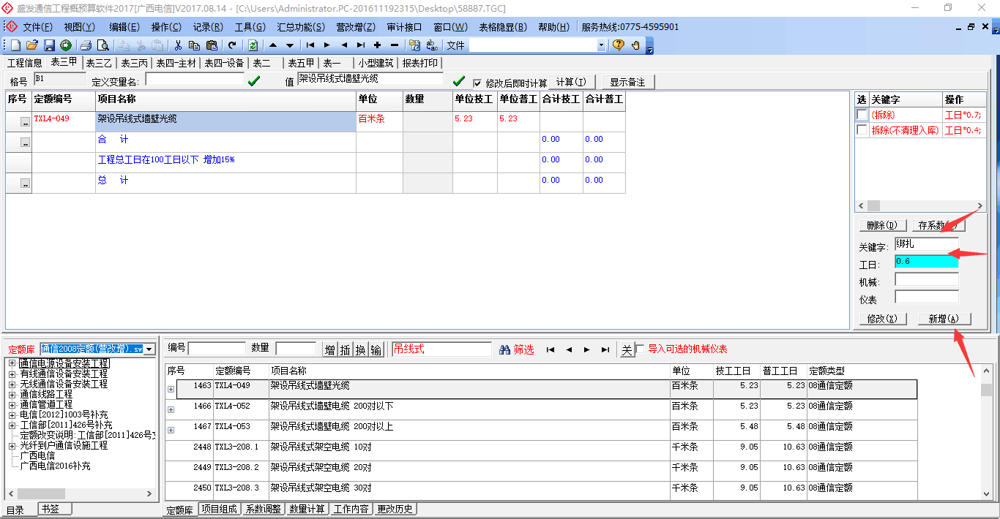 盛发通信工程概预算软件2017[广西电信]V2017.08.14 - [C:\Users\Administrator.PC-201611192315\Desktop\58887.TGC]
文件(F) 视图(Y) 编辑(E) 操作(C) 记录(R) 工具(G) 汇总功能(S) 营改增(Z) 审计接口 窗口(W) 表格隐显(B) 帮助(H) 服务热线:0775-4595901
文件
工程信息 表三甲 表三乙 表三丙 表四-主材 表四-设备 表二 表五甲 表一 小型建筑 报表打印
格号 B1 定义变量名: 值 架设吊线式墙壁光缆 修改后即时计算 计算(I) 显示备注
序号 定额编号 项目名称 单位 数量 单位技工 单位普工 合计技工 合计普工
TXL4-049 架设吊线式墙壁光缆 百米条 5.23 5.23
合 计 0.00 0.00
工程总工日在100工日以下 增加15% 0.00 0.00
总 计 0.00 0.00
选 关键字 操作
(拆除) 工日*0.7;
拆除(不清理入库) 工日*0.4;
删除(D) 存系数
关键字: 绑扎
工日: 0.6
机械:
仪表
修改(X) 新增(A)
定额库 通信2008定额(营改增).sw
通信电源设备安装工程
有线通信设备安装工程
无线通信设备安装工程
通信线路工程
通信管道工程
电信[2012]1003号补充
工信部[2011]426号补充
定额改变说明:工信部[2011]426号文
光纤到户通信设施工程
广西电信
广西电信2016补充
目录 书签
编号 数量 增 插 换 输 吊线式 筛选 关 导入可选的机械仪表
序号 定额编号 项目名称 单位 技工工日 普工工日 定额类型
1463 TXL4-049 架设吊线式墙壁光缆 百米条 5.23 5.23 08通信定额
1466 TXL4-052 架设吊线式墙壁电缆 200对以下 百米条 5.23 5.23 08通信定额
1467 TXL4-053 架设吊线式墙壁电缆 200对以上 百米条 5.48 5.48 08通信定额
2448 TXL3-208.1 架设吊线式架空电缆 10对 千米条 9.05 10.63 08通信定额
2449 TXL3-208.2 架设吊线式架空电缆 20对 千米条 9.05 10.63 08通信定额
2450 TXL3-208.3 架设吊线式架空电缆 30对 千米条 9.05 10.63 08通信定额
定额库 项目组成 系数调整 数量计算 工作内容 更改历史